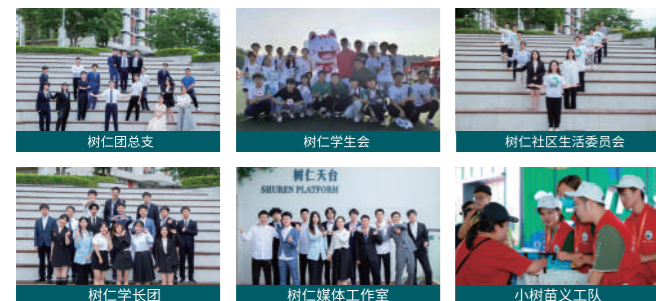 树仁团总支
树仁学生会
树仁社区生活委员会
树仁天台
SHUREN PLATFORM
树仁学长团
树仁媒体工作室
小树苗义工队